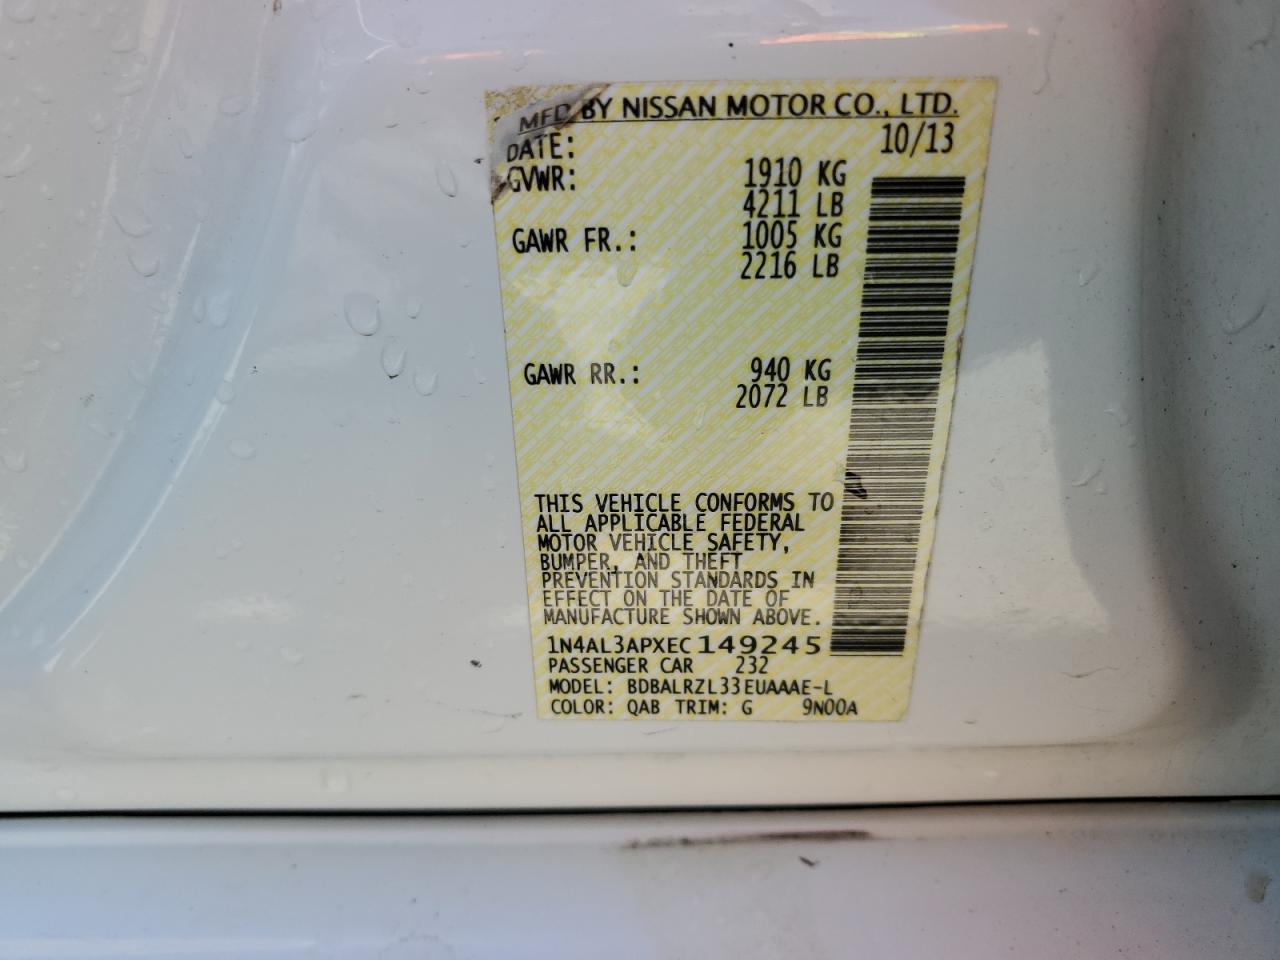 MFD BY NISSAN MOTOR CO., LTD.
DATE: 10/13
GVWR: 1910 KG
4211 LB
GAWR FR.: 1005 KG
2216 LB
GAWR RR.: 940 KG
2072 LB
THIS VEHICLE CONFORMS TO
ALL APPLICABLE FEDERAL
MOTOR VEHICLE SAFETY,
BUMPER, AND THEFT
PREVENTION STANDARDS IN
EFFECT ON THE DATE OF
MANUFACTURE SHOWN ABOVE.
1N4AL3APXEC149245
PASSENGER CAR 232
MODEL: BDBALRZL33EUAAAE-L
COLOR: QAB TRIM: G 9N00A